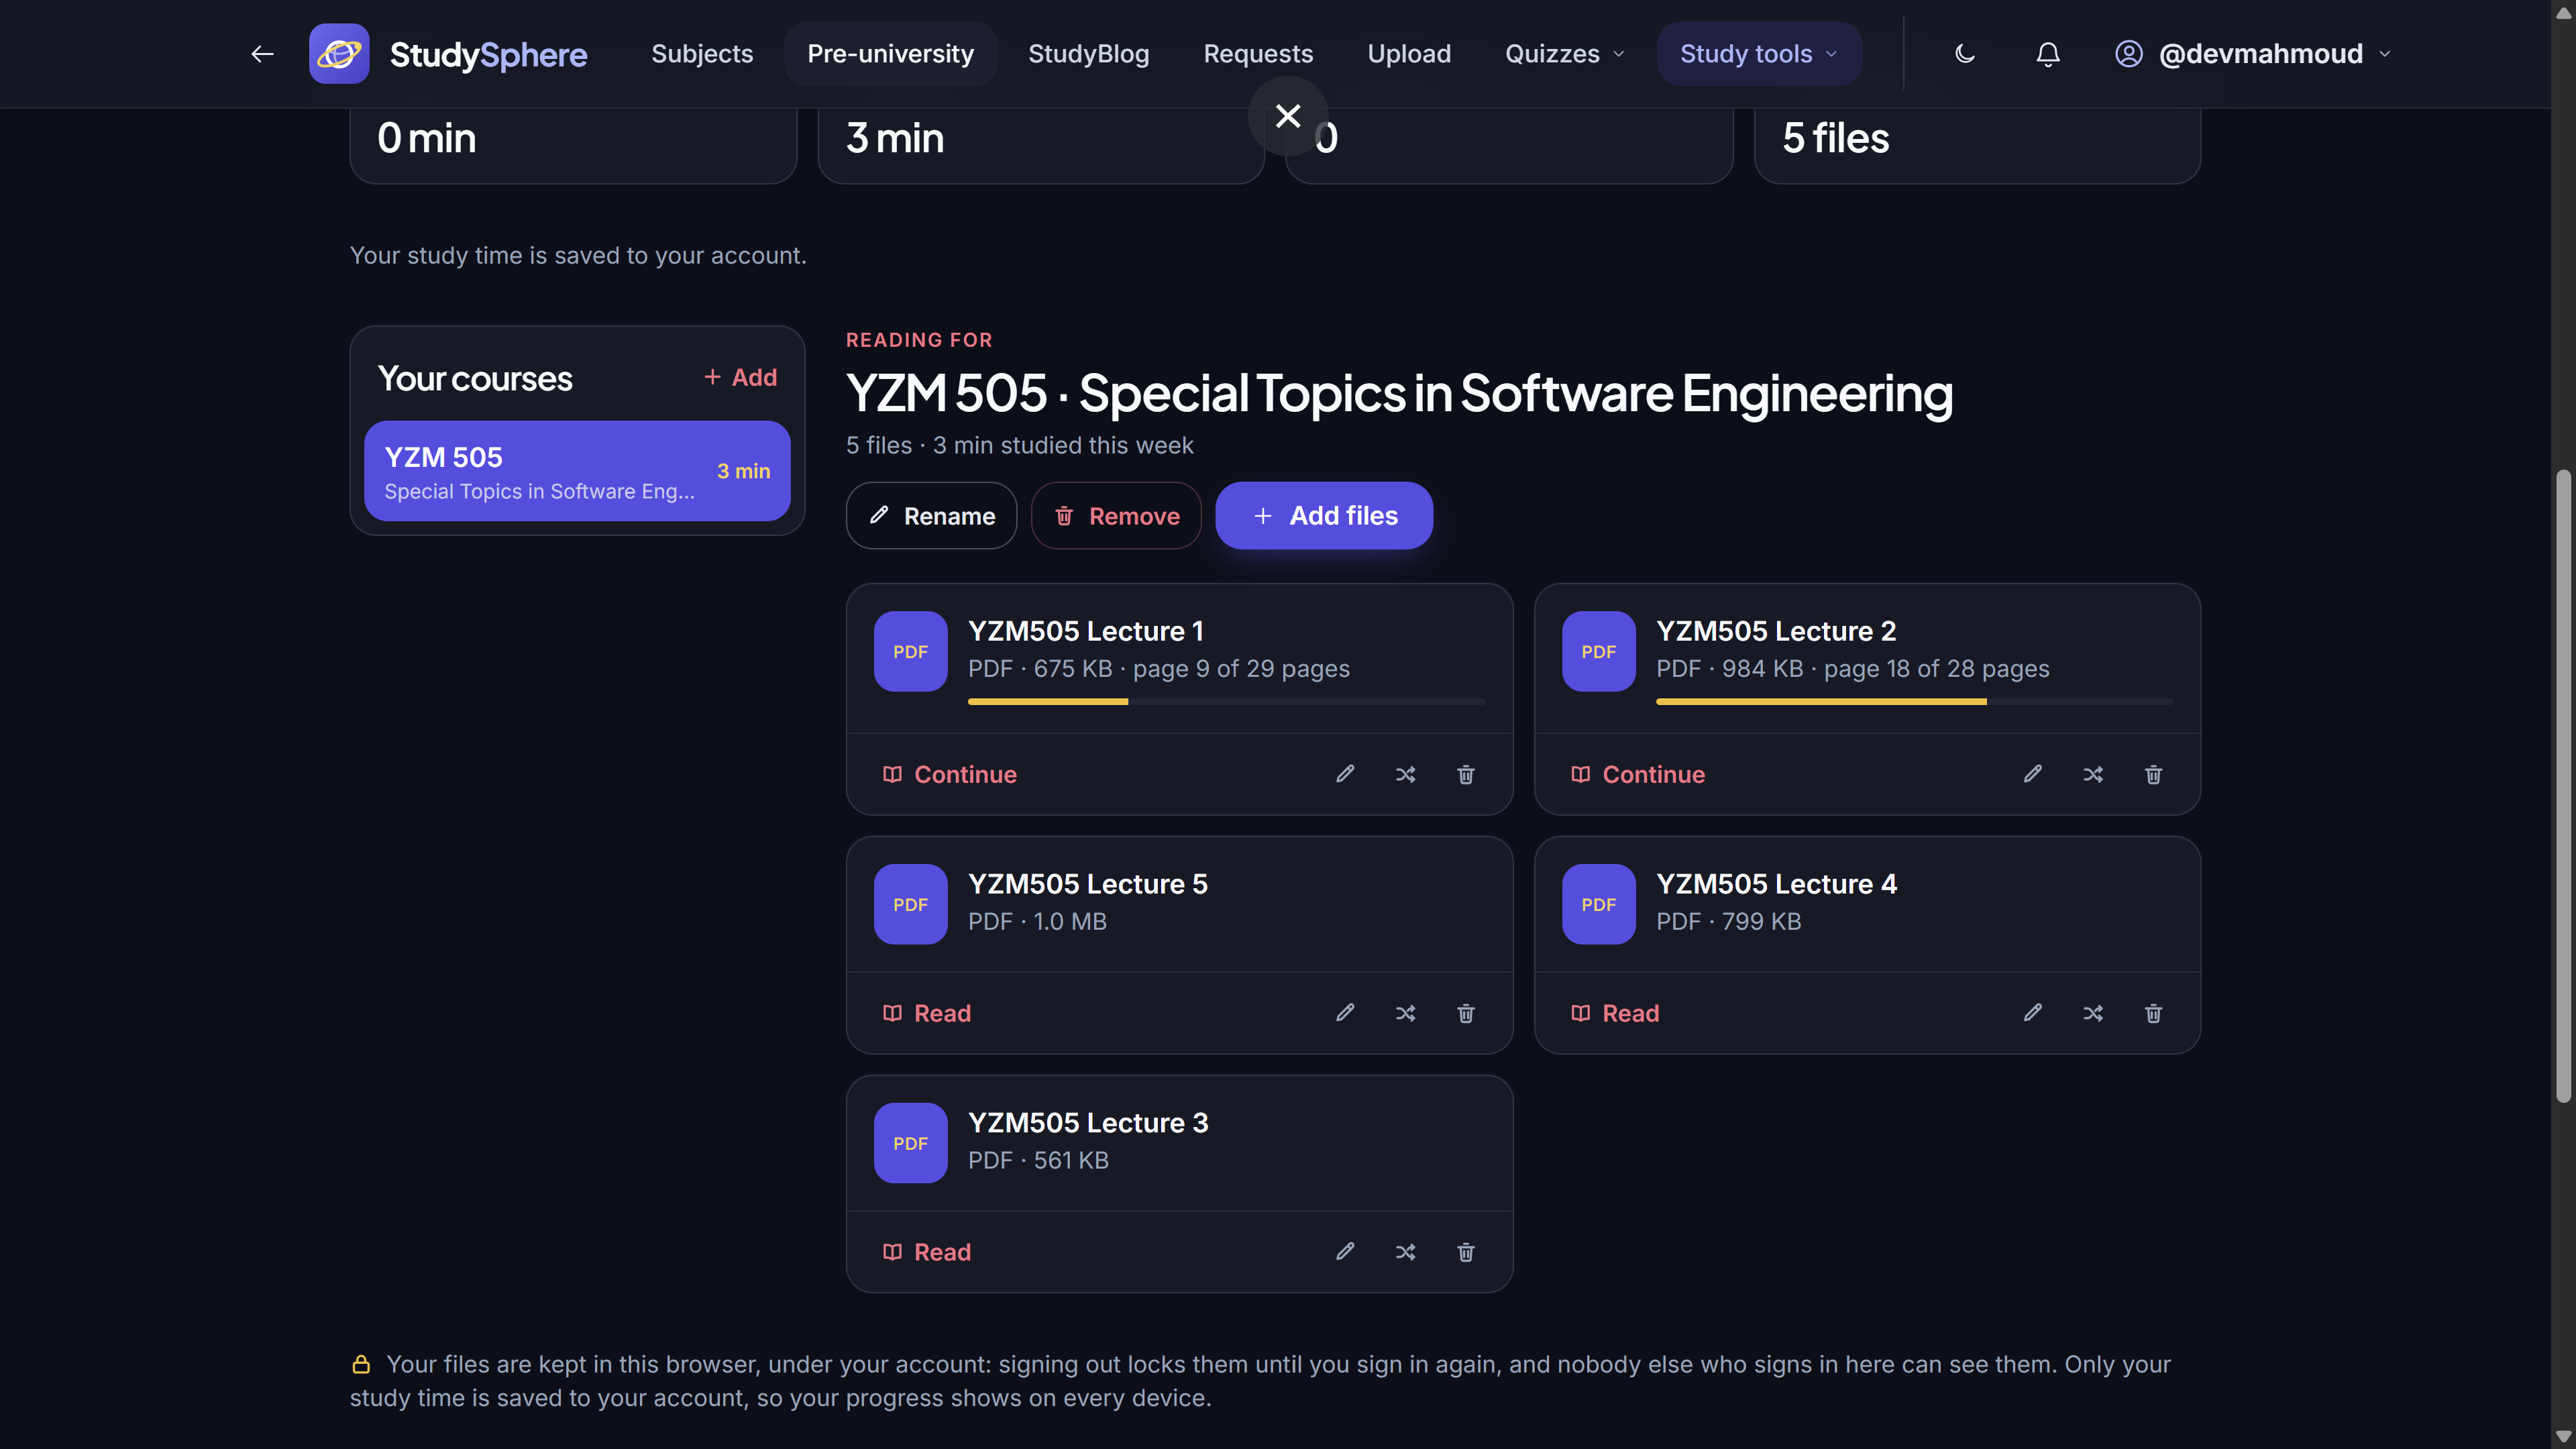 StudySphere
Subjects
Pre-university
StudyBlog
Requests
Upload
Quizzes
Study tools
@devmahmoud
0 min
3 min
0
5 files
Your study time is saved to your account.
Your courses
+ Add
YZM 505
3 min
Special Topics in Software Eng...
READING FOR
YZM 505 · Special Topics in Software Engineering
5 files · 3 min studied this week
Rename
Remove
+ Add files
PDF
YZM505 Lecture 1
PDF · 675 KB · page 9 of 29 pages
Continue
PDF
YZM505 Lecture 2
PDF · 984 KB · page 18 of 28 pages
Continue
PDF
YZM505 Lecture 5
PDF · 1.0 MB
Read
PDF
YZM505 Lecture 4
PDF · 799 KB
Read
PDF
YZM505 Lecture 3
PDF · 561 KB
Read
Your files are kept in this browser, under your account: signing out locks them until you sign in again, and nobody else who signs in here can see them. Only your
study time is saved to your account, so your progress shows on every device.